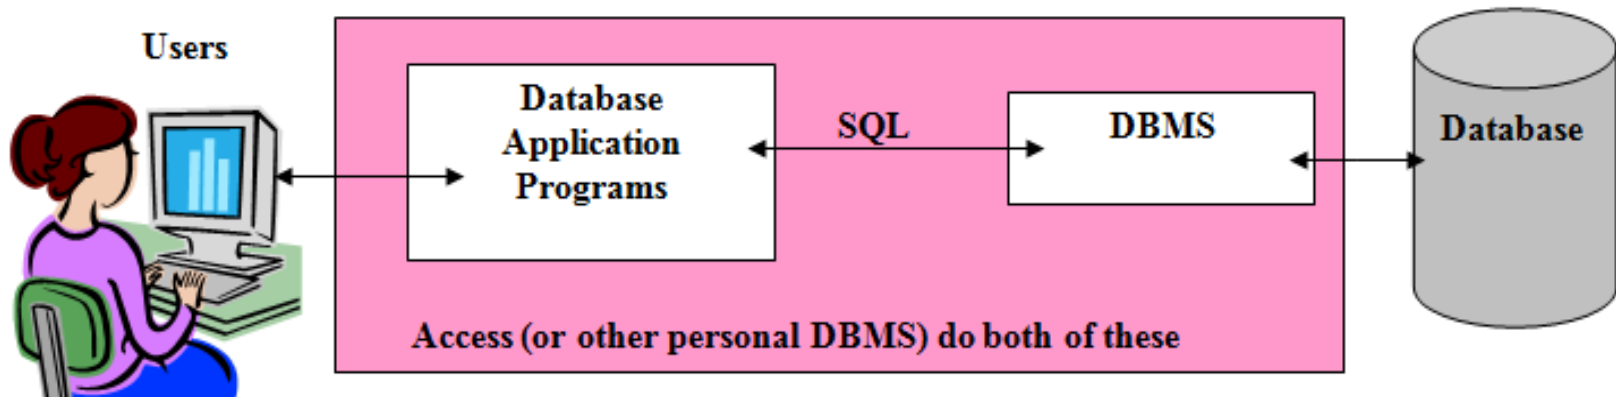 Users
Database
Application
Programs
SQL
DBMS
Database
Access (or other personal DBMS) do both of these